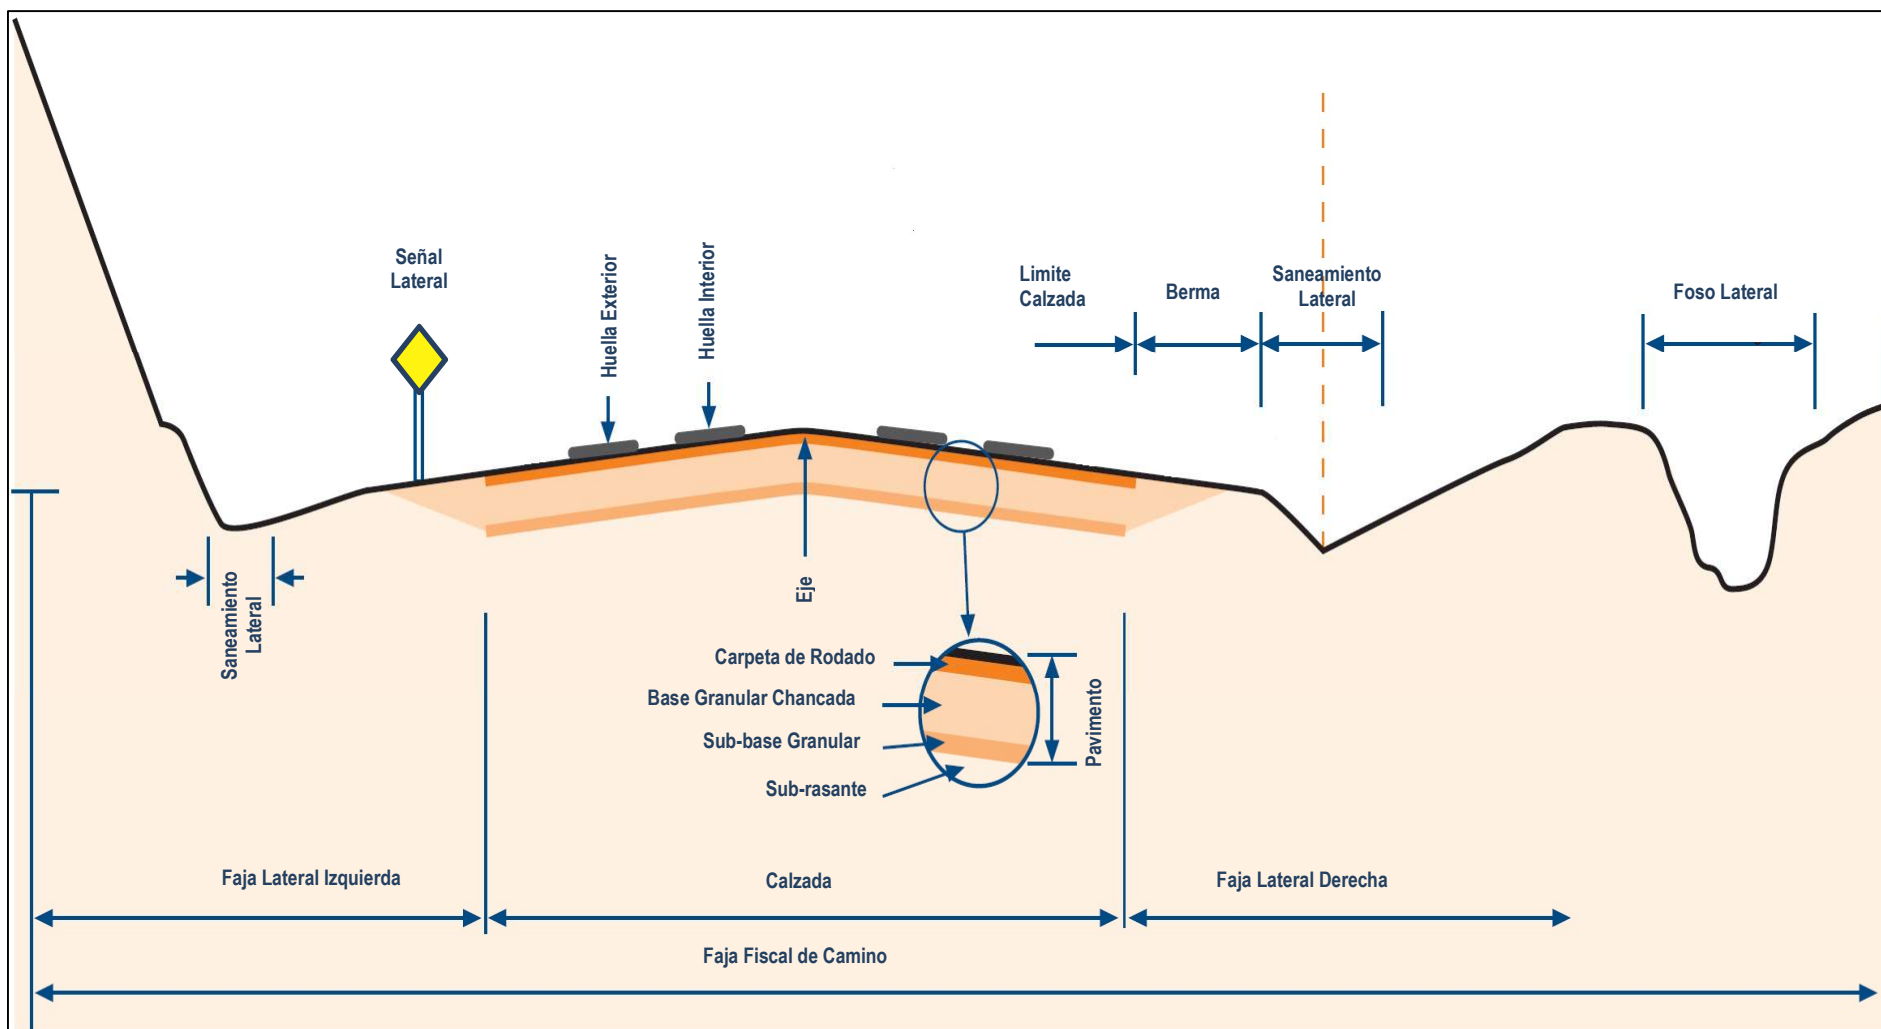 Señal
Lateral
Huella Exterior
Huella Interior
Limite
Calzada
Berma
Saneamiento
Lateral
Foso Lateral
Saneamiento
Lateral
Eje
Carpeta de Rodado
Base Granular Chancada
Sub-base Granular
Sub-rasante
Pavimento
Faja Lateral Izquierda
Calzada
Faja Lateral Derecha
Faja Fiscal de Camino